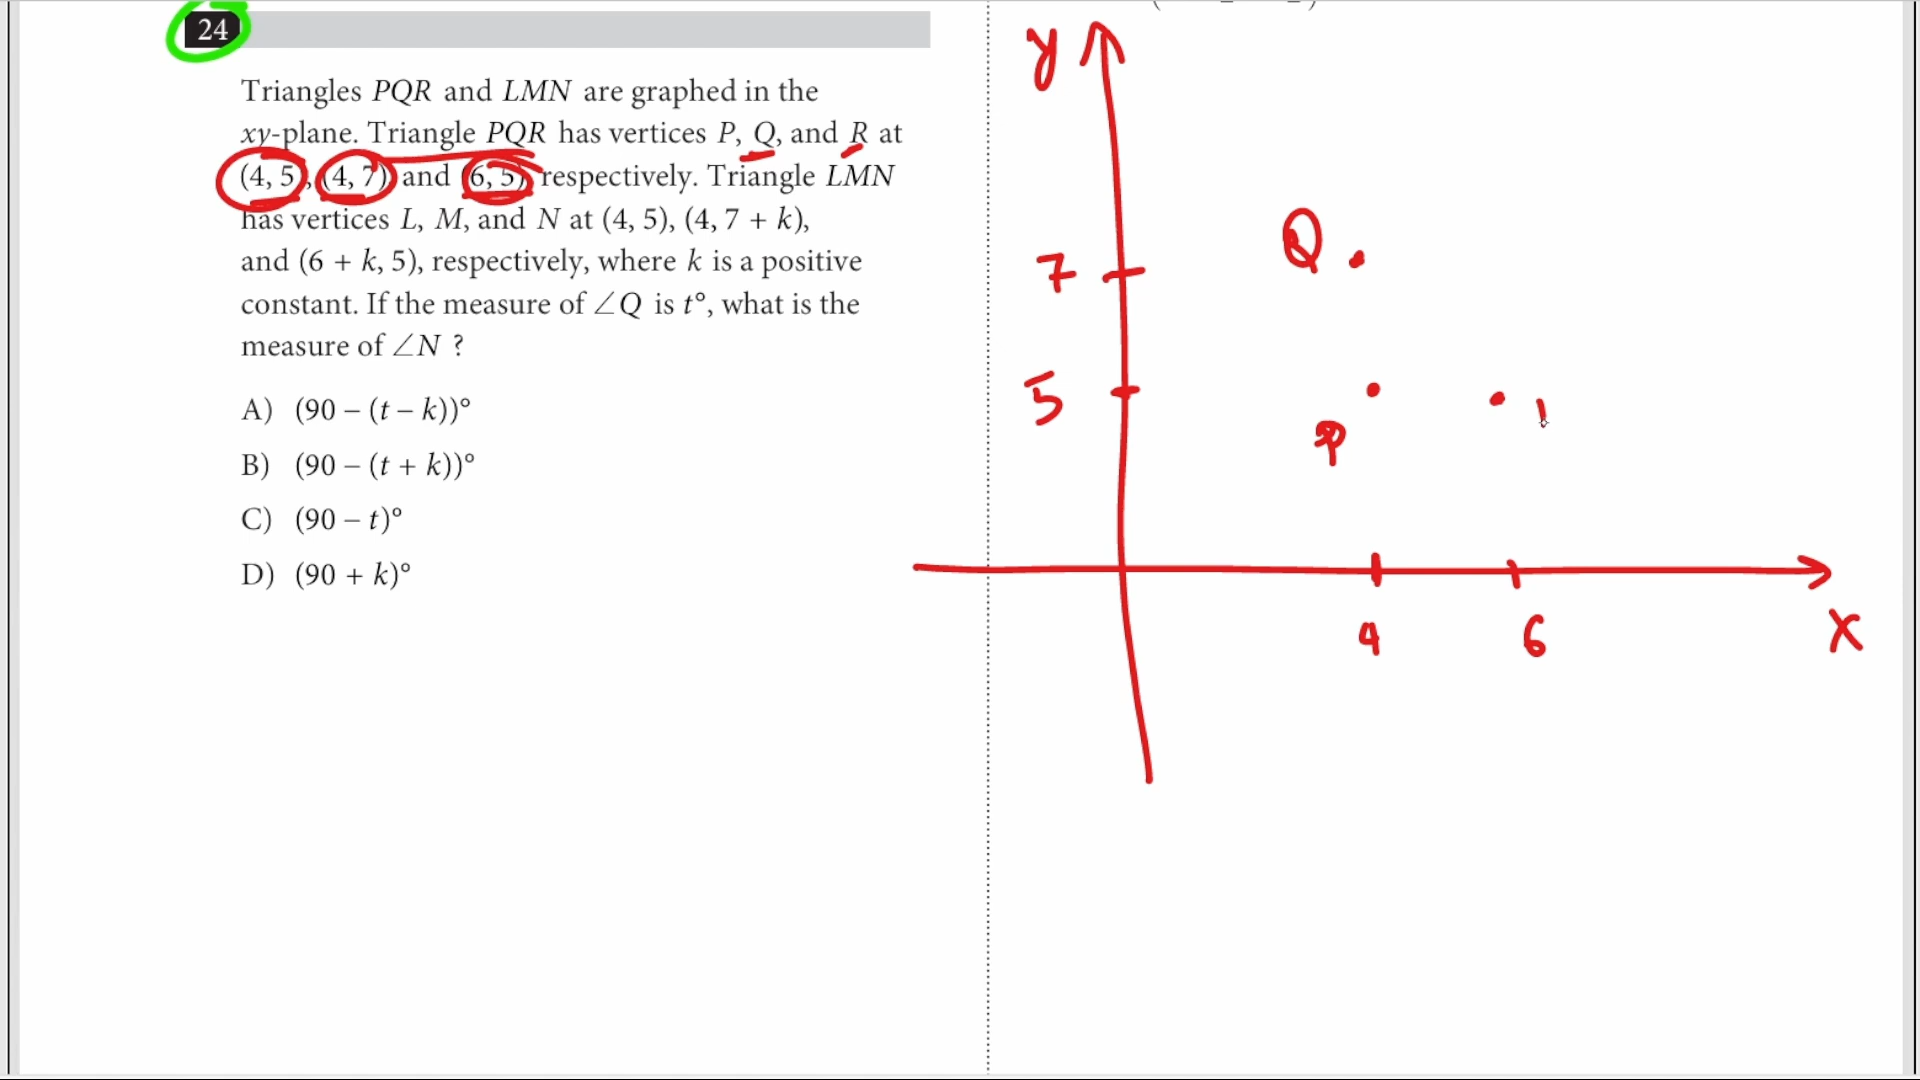 24
Triangles PQR and LMN are graphed in the
xy-plane. Triangle PQR has vertices P, Q, and R at
(4, 5), (4, 7) and (6, 5) respectively. Triangle LMN
has vertices L, M, and N at (4, 5), (4, 7 + k),
and (6 + k, 5), respectively, where k is a positive
constant. If the measure of ∠Q is t°, what is the
measure of ∠N ?
A) (90 – (t – k))°
B) (90 – (t + k))°
C) (90 – t)°
D) (90 + k)°
y
Q
7
5
P
4
6
x